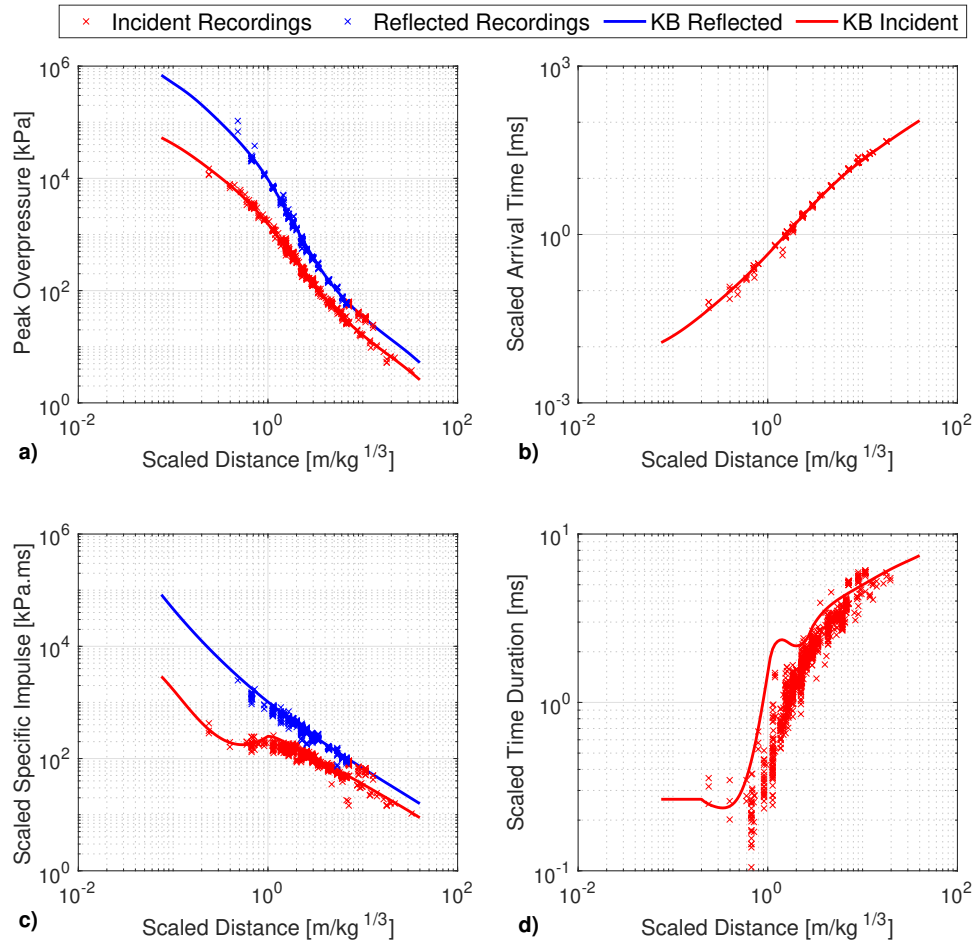 Incident Recordings Reflected Recordings KB Reflected KB Incident
10^6
10^4
10^2
10^0
Peak Overpressure [kPa]
10^-2 10^0 10^2
Scaled Distance [m/kg^1/3]
a)
10^3
10^0
10^-3
Scaled Arrival Time [ms]
10^-2 10^0 10^2
Scaled Distance [m/kg^1/3]
b)
10^6
10^4
10^2
10^0
Scaled Specific Impulse [kPa.ms]
10^-2 10^0 10^2
Scaled Distance [m/kg^1/3]
c)
10^1
10^0
10^-1
Scaled Time Duration [ms]
10^-2 10^0 10^2
Scaled Distance [m/kg^1/3]
d)